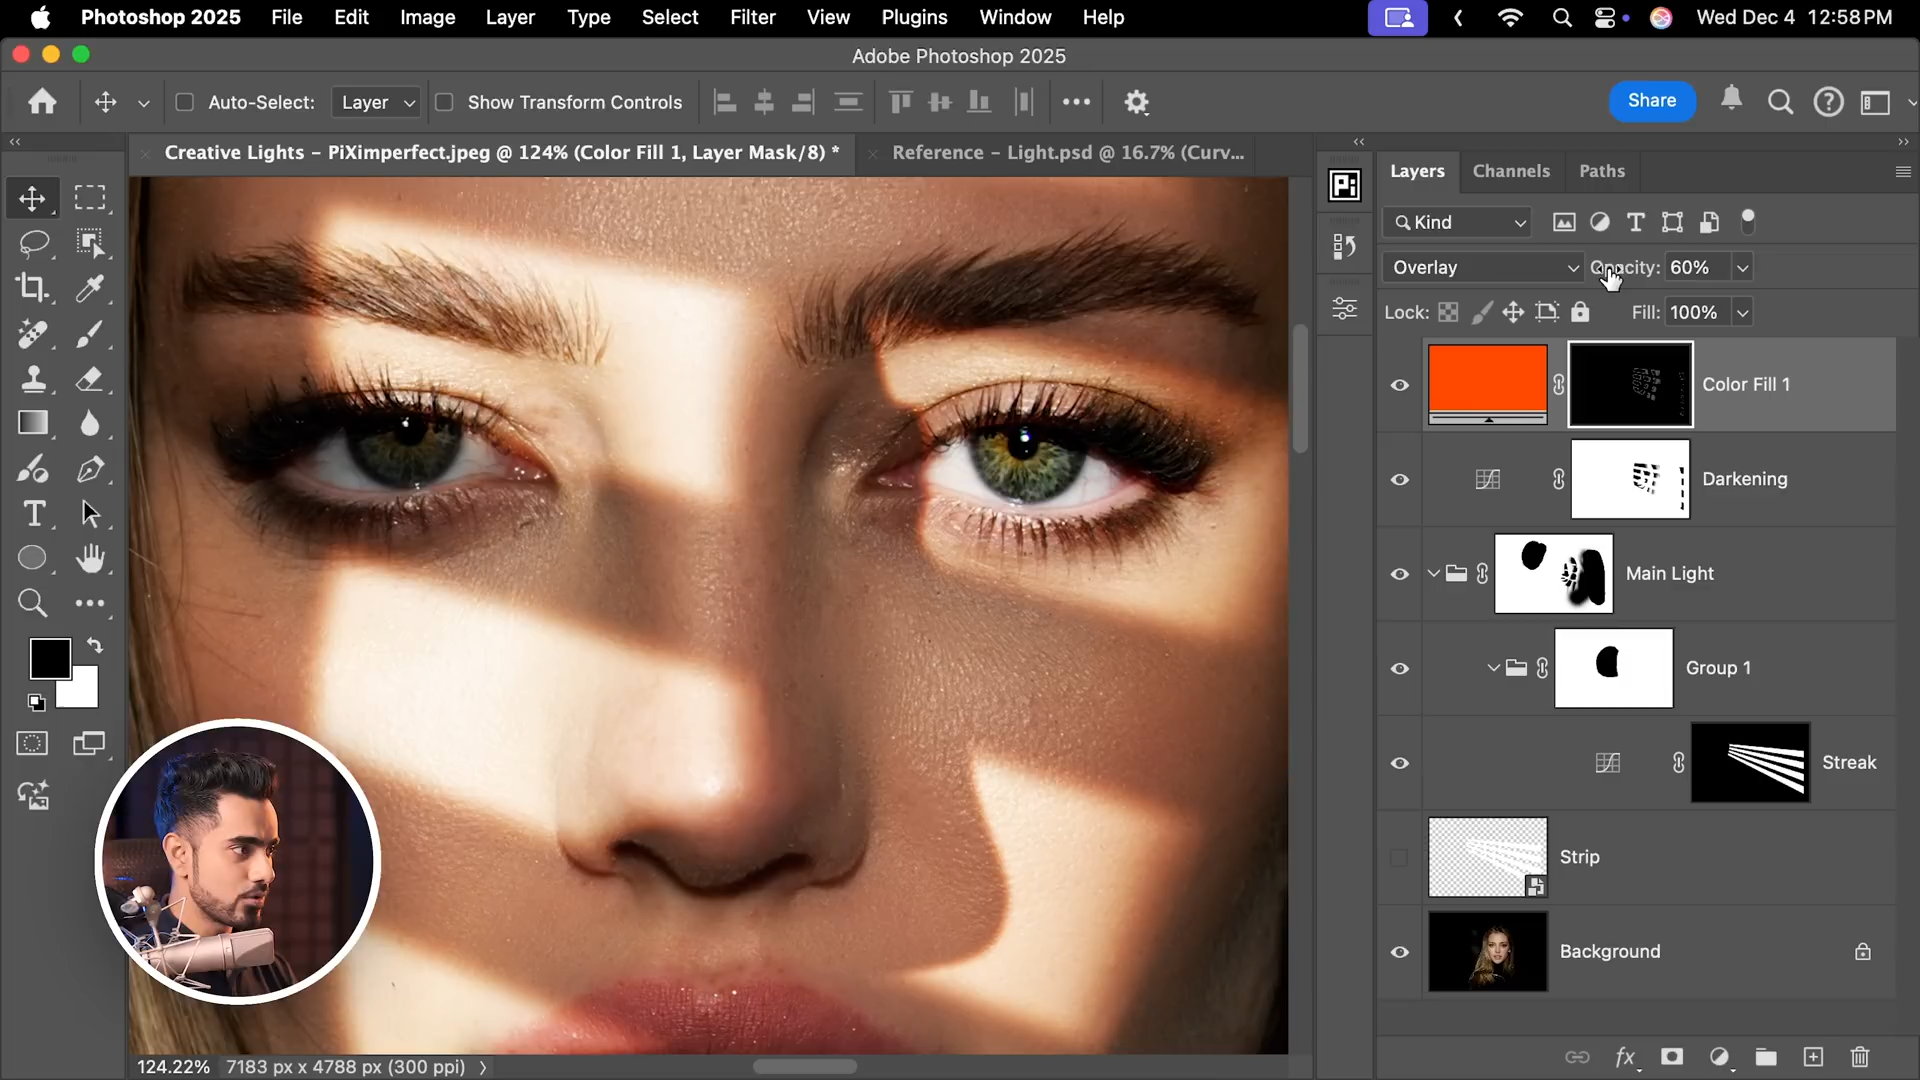 Photoshop 2025 File Edit Image Layer Type Select Filter View Plugins Window Help Wed Dec 4 12:58 PM
Adobe Photoshop 2025
Auto-Select: Layer Show Transform Controls Share
Creative Lights – PiXimperfect.jpeg @ 124% (Color Fill 1, Layer Mask/8) * Reference – Light.psd @ 16.7% (Curv...
Layers Channels Paths
Pi
Kind
Overlay Opacity: 60%
Lock: Fill: 100%
Color Fill 1
Darkening
Main Light
Group 1
Streak
Strip
Background
124.22% 7183 px x 4788 px (300 ppi)
fx